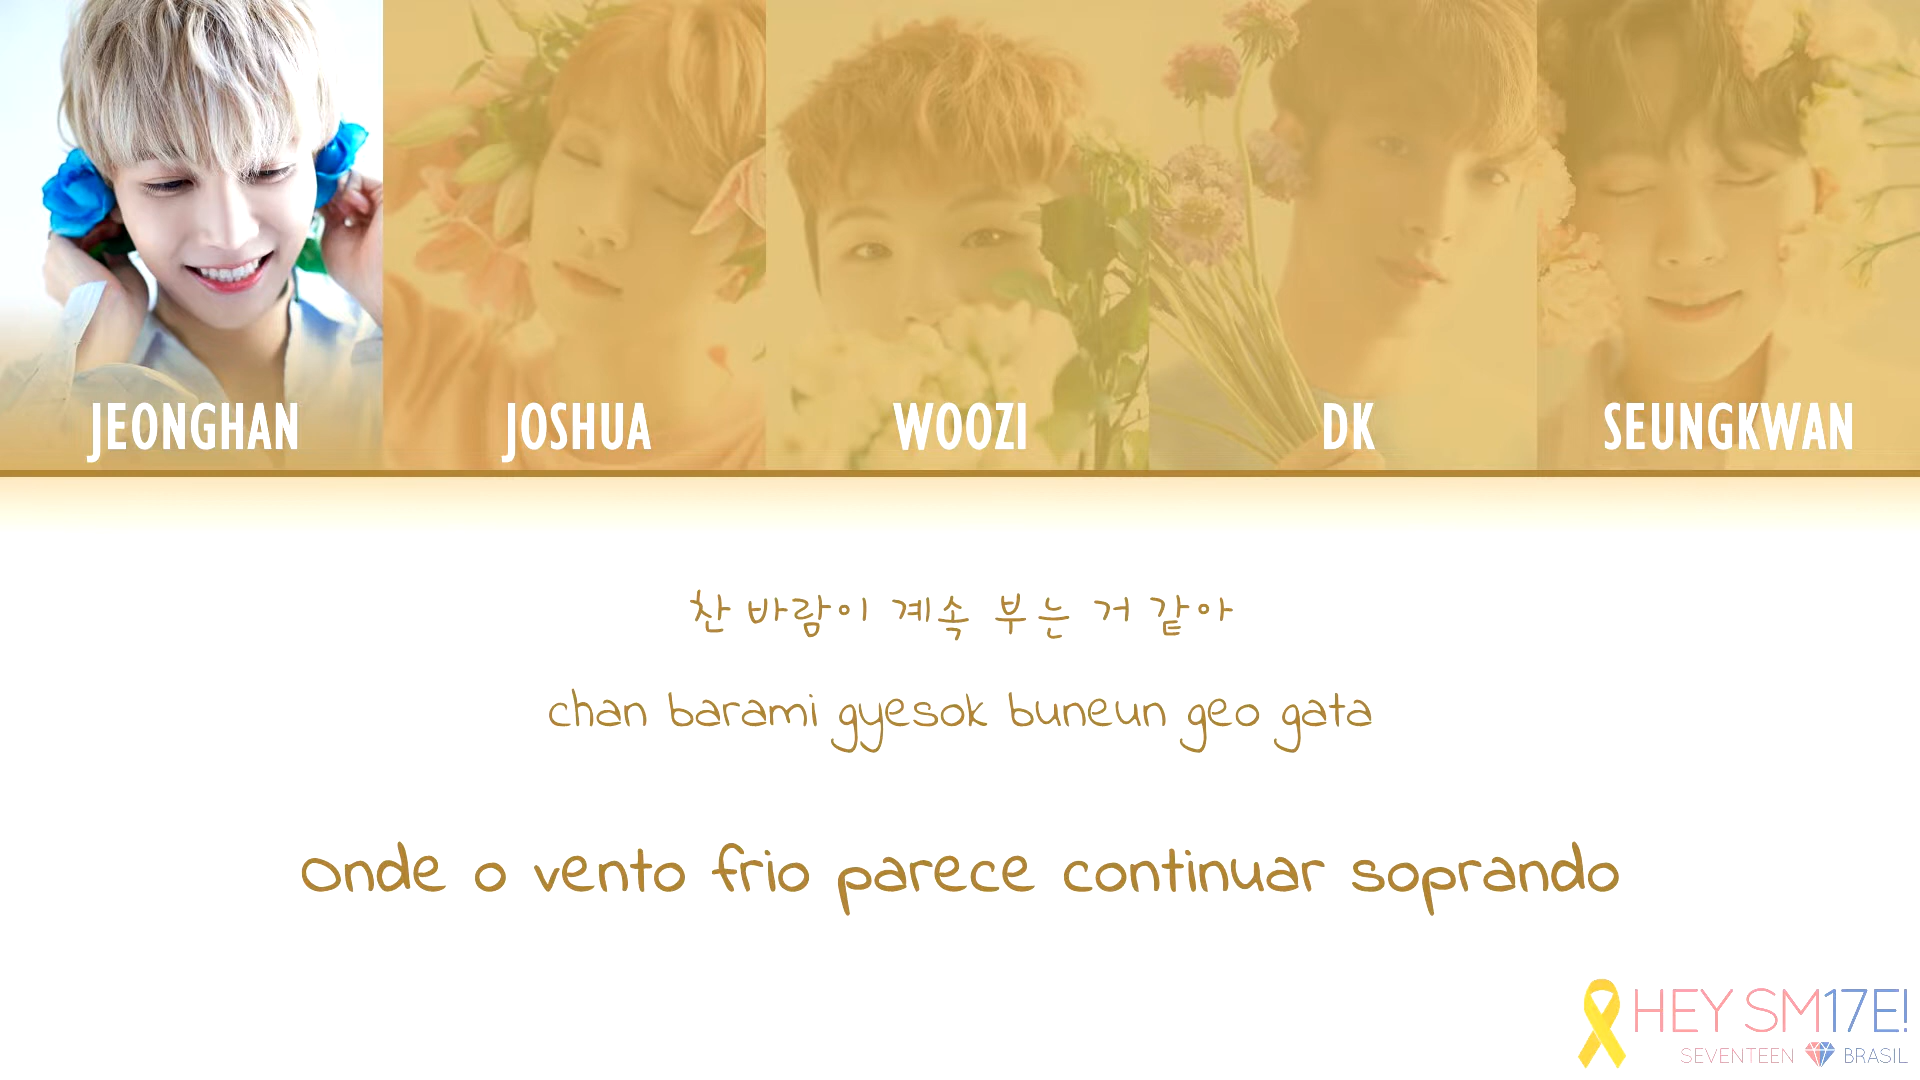 JEONGHAN JOSHUA WOOZI DK SEUNGKWAN
찬 바람이 계속 부는 거 같아
chan barami gyesok buneun geo gata
Onde o vento frio parece continuar soprando
HEY SM17E!
SEVENTEEN BRASIL